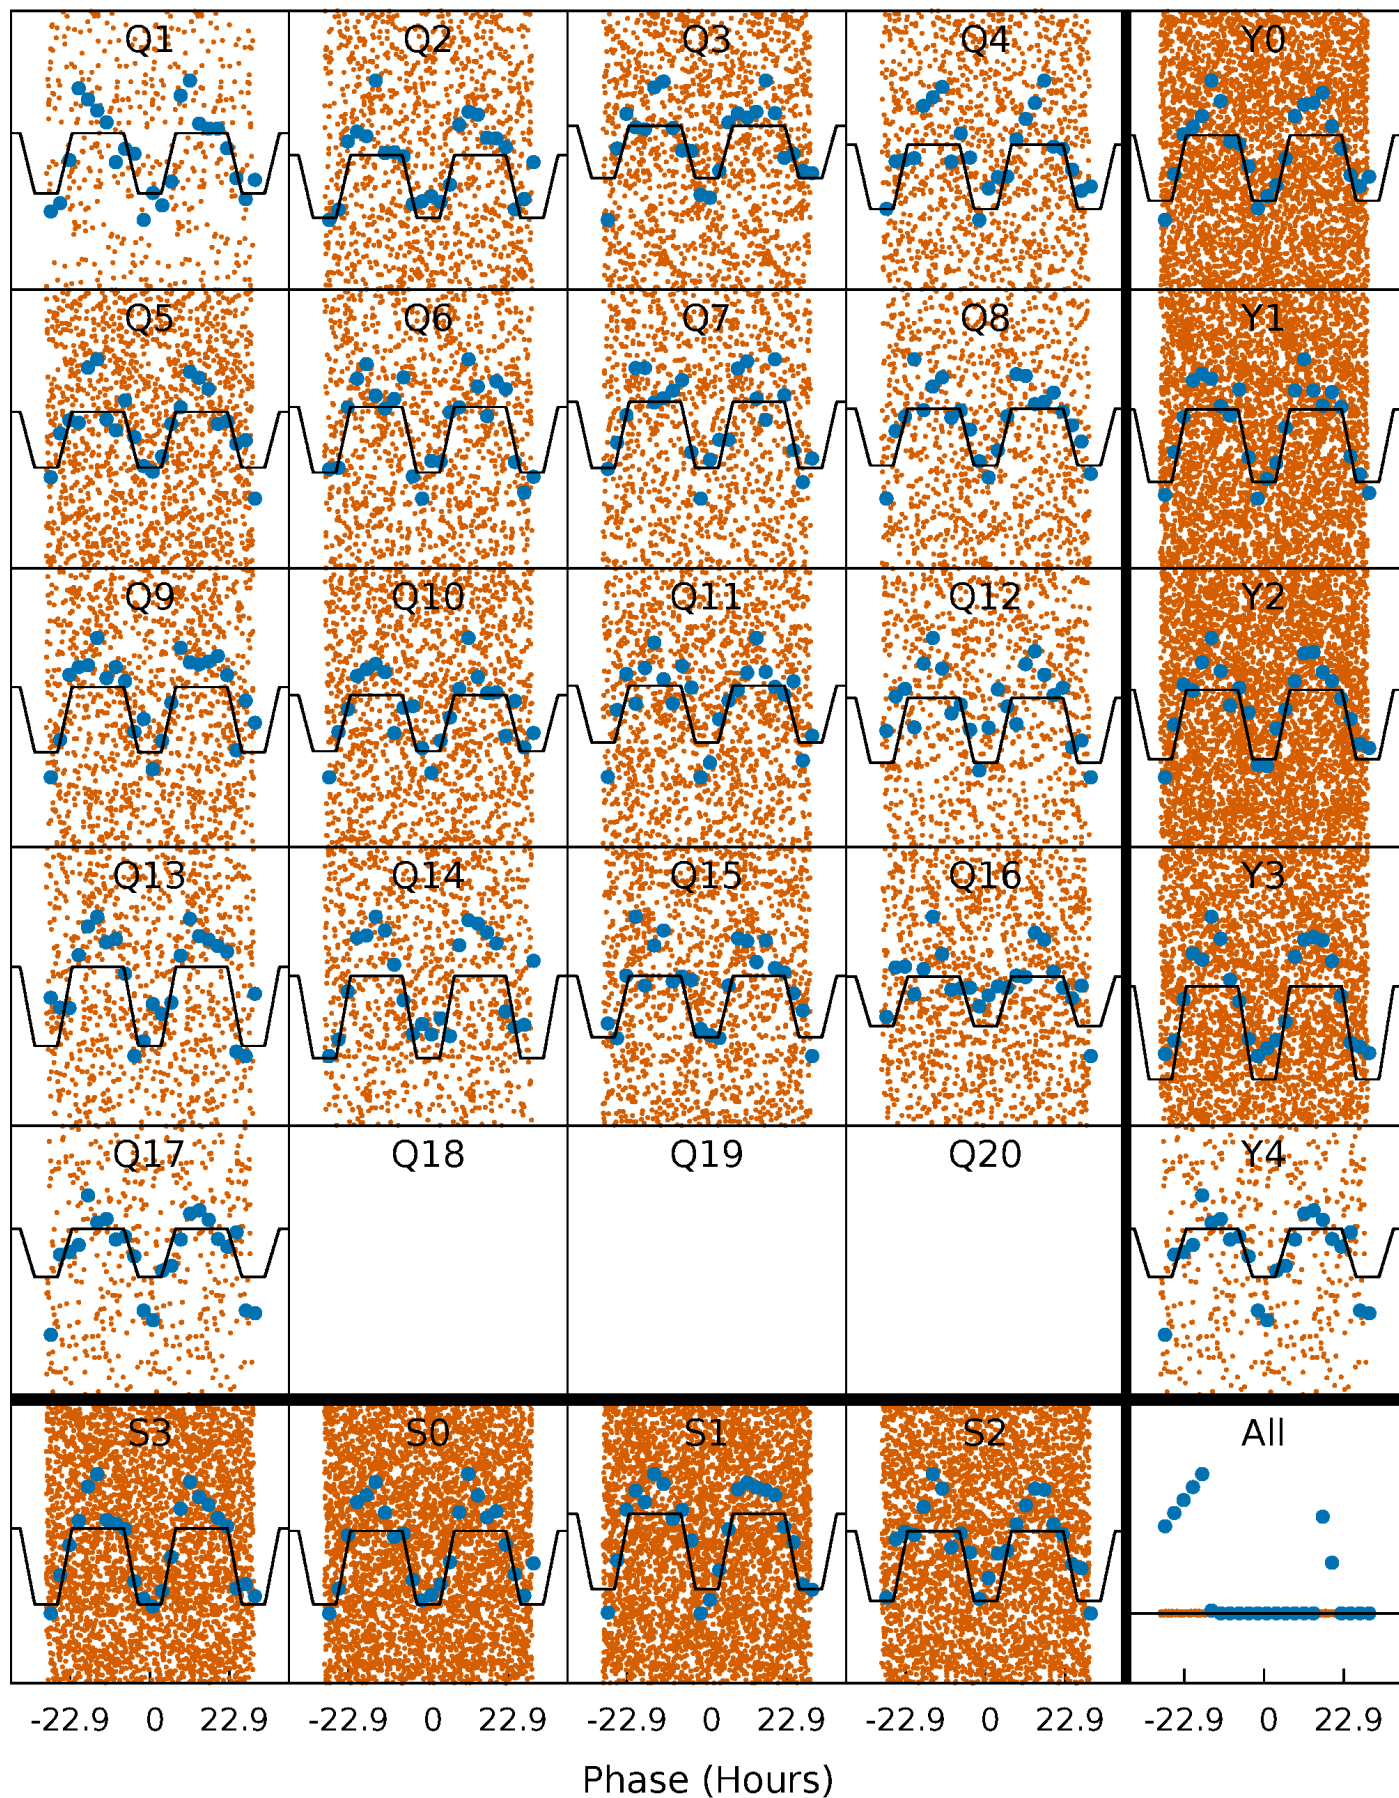 Q1 Q2 Q3 Q4 Y0
Q5 Q6 Q7 Q8 Y1
Q9 Q10 Q11 Q12 Y2
Q13 Q14 Q15 Q16 Y3
Q17 Q18 Q19 Q20 Y4
S3 S0 S1 S2 All
-22.9 0 22.9 -22.9 0 22.9 -22.9 0 22.9 -22.9 0 22.9 -22.9 0 22.9
Phase (Hours)